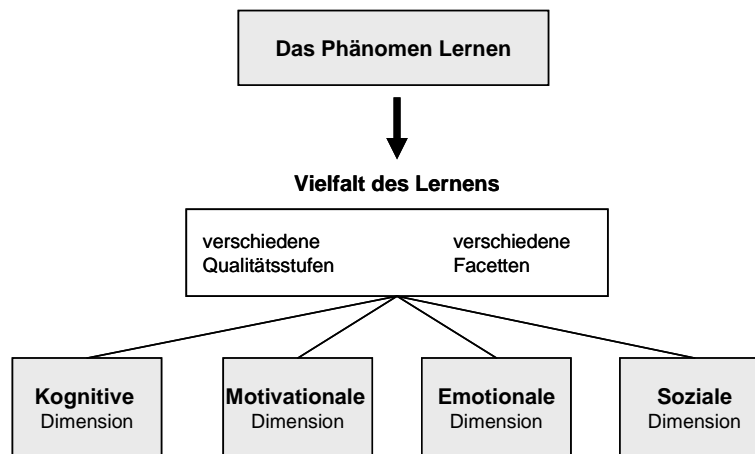 Das Phänomen Lernen
Vielfalt des Lernens
verschiedene
Qualitätsstufen
verschiedene
Facetten
Kognitive
Dimension
Motivationale
Dimension
Emotionale
Dimension
Soziale
Dimension